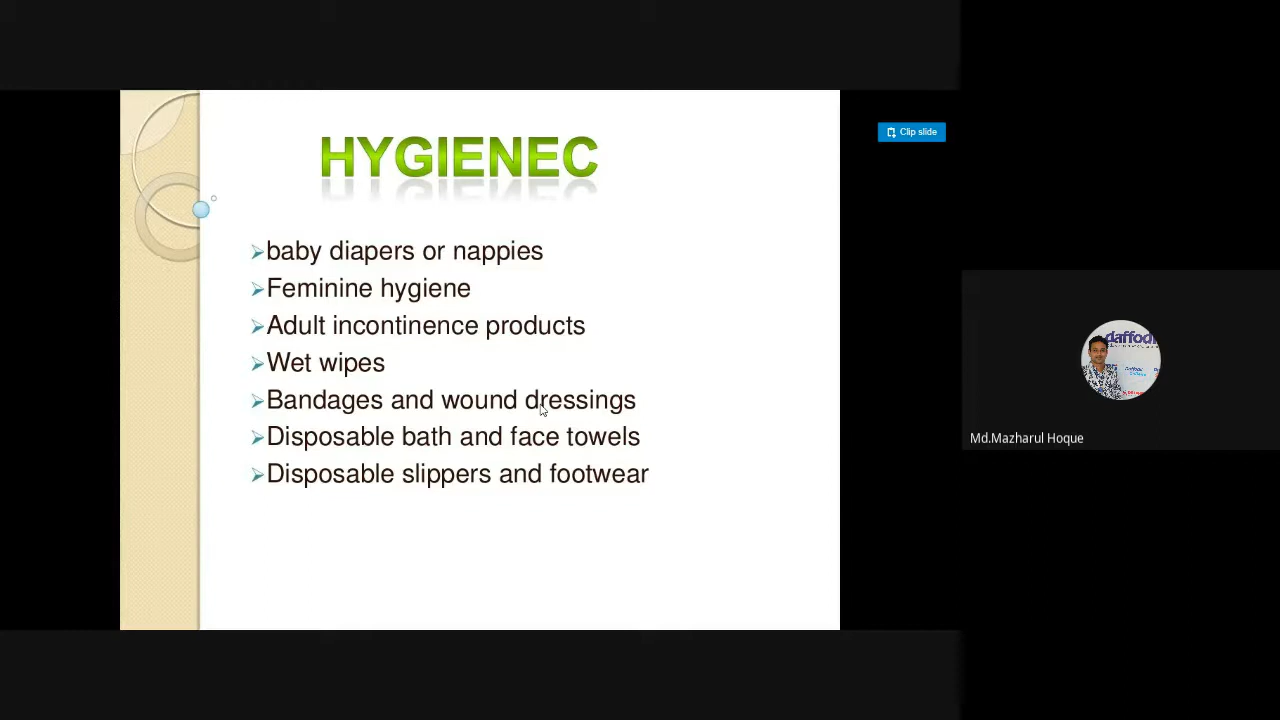 HYGIENEC
Clip slide
baby diapers or nappies
Feminine hygiene
Adult incontinence products
Wet wipes
Bandages and wound dressings
Disposable bath and face towels
Disposable slippers and footwear
daffodil
Md.Mazharul Hoque